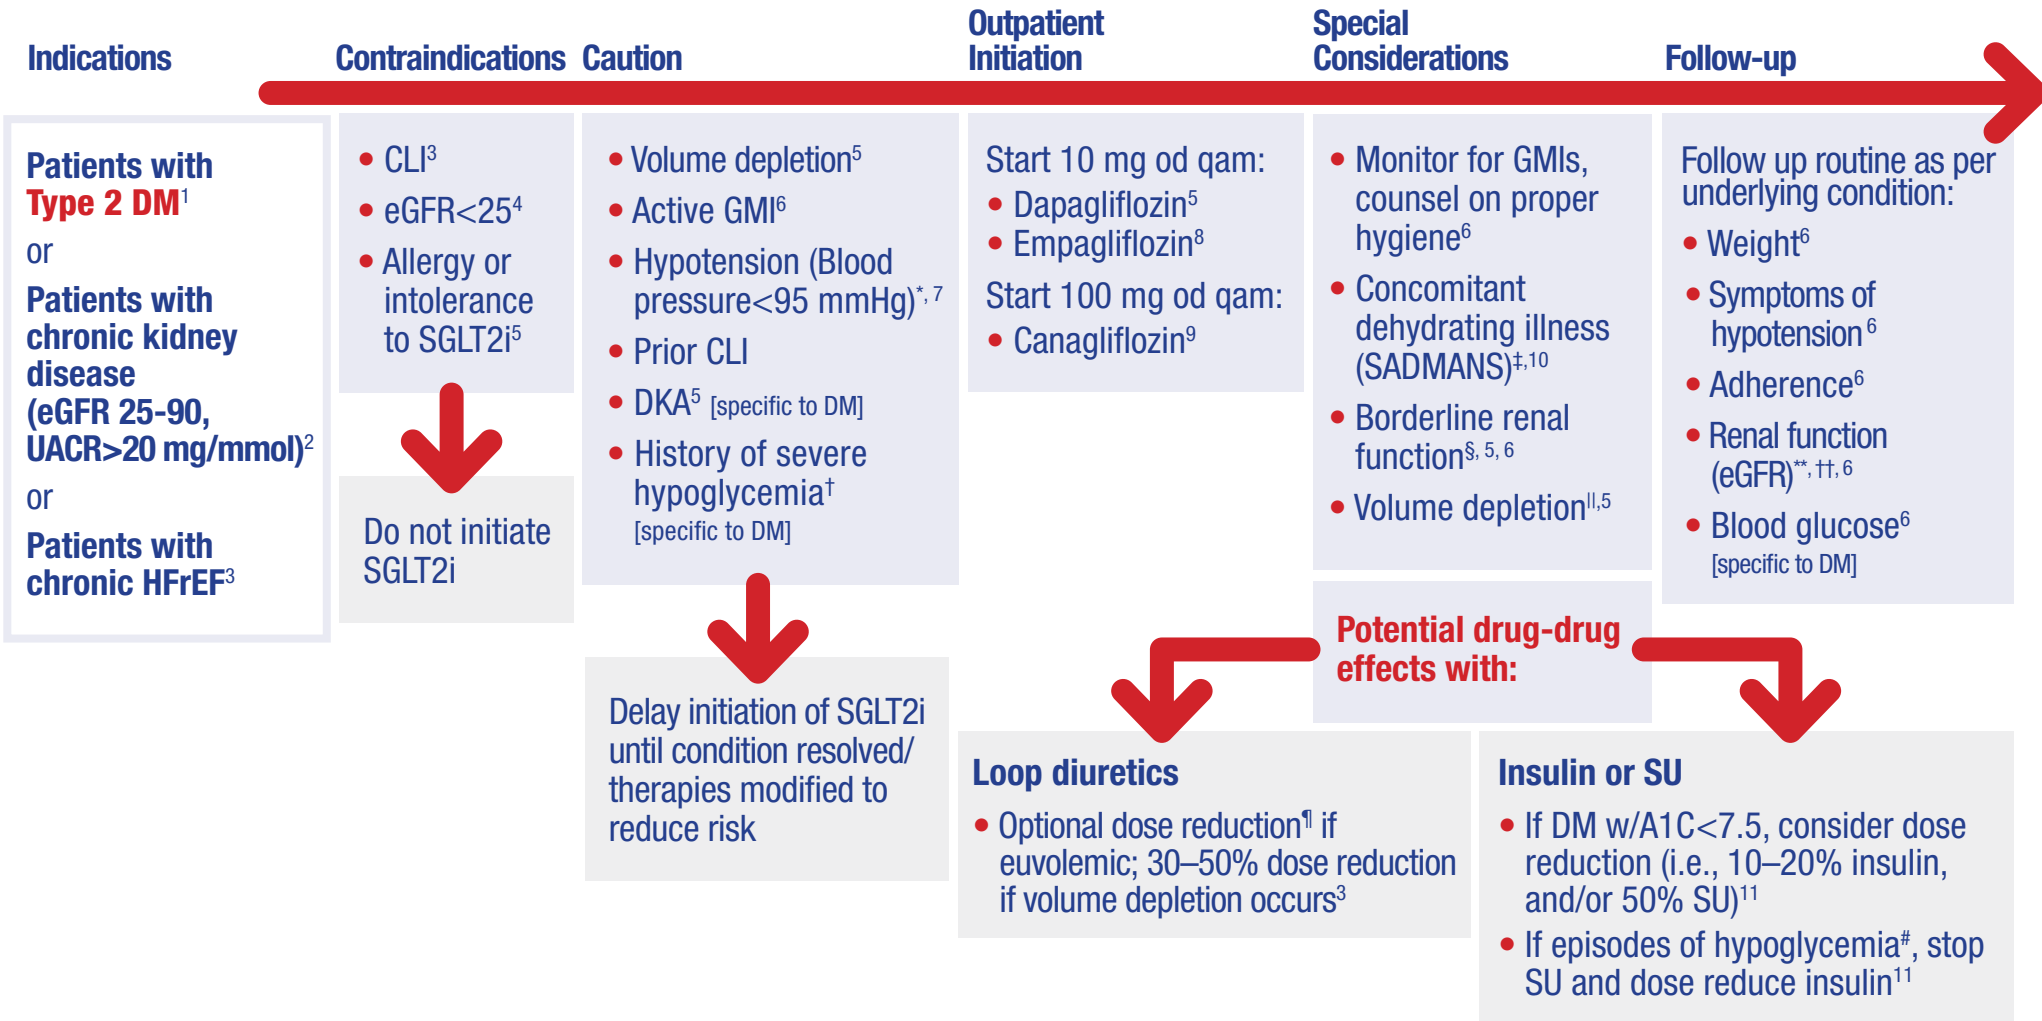 Indications
Contraindications
Caution
Outpatient
Initiation
Special
Considerations
Follow-up
Patients with
Type 2 DM1
or
Patients with
chronic kidney
disease
(eGFR 25-90,
UACR>20 mg/mmol)2
or
Patients with
chronic HFrEF3
• CLI3
• eGFR<254
• Allergy or
intolerance
to SGLT2i5
Do not initiate
SGLT2i
• Volume depletion5
• Active GMI6
• Hypotension (Blood
pressure<95 mmHg)*, 7
• Prior CLI
• DKA5 [specific to DM]
• History of severe
hypoglycemia†
[specific to DM]
Delay initiation of SGLT2i
until condition resolved/
therapies modified to
reduce risk
Start 10 mg od qam:
• Dapagliflozin5
• Empagliflozin8
Start 100 mg od qam:
• Canagliflozin9
• Monitor for GMIs,
counsel on proper
hygiene6
• Concomitant
dehydrating illness
(SADMANS)‡,10
• Borderline renal
function§, 5, 6
• Volume depletion||,5
Potential drug-drug
effects with:
Loop diuretics
• Optional dose reduction¶ if
euvolemic; 30–50% dose reduction
if volume depletion occurs3
Insulin or SU
• If DM w/A1C<7.5, consider dose
reduction (i.e., 10–20% insulin,
and/or 50% SU)11
• If episodes of hypoglycemia#, stop
SU and dose reduce insulin11
Follow up routine as per
underlying condition:
• Weight6
• Symptoms of
hypotension6
• Adherence6
• Renal function
(eGFR)**, ††, 6
• Blood glucose6
[specific to DM]